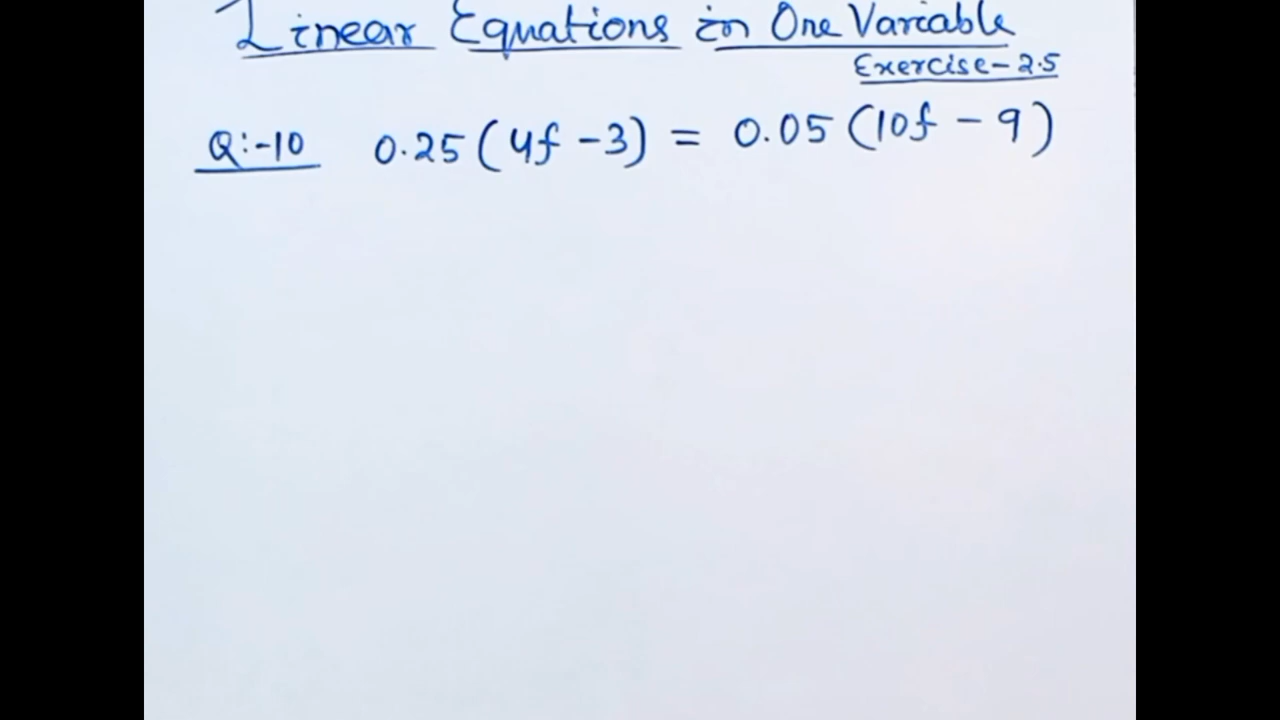 Linear Equations in One Variable
Exercise-2.5
Q:-10 0.25(4f-3) = 0.05(10f-9)